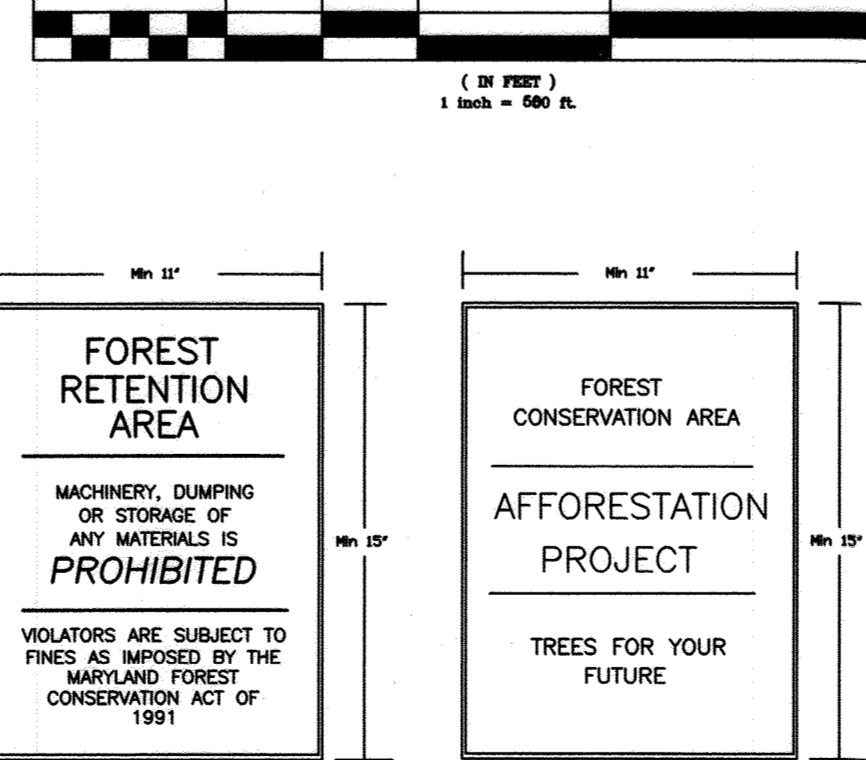 ( IN FEET )
1 inch = 500 ft.
Min 11"
FOREST
RETENTION
AREA
MACHINERY, DUMPING
OR STORAGE OF
ANY MATERIALS IS
PROHIBITED
VIOLATORS ARE SUBJECT TO
FINES AS IMPOSED BY THE
MARYLAND FOREST
CONSERVATION ACT OF
1991
Min 15"
Min 11"
FOREST
CONSERVATION AREA
AFFORESTATION
PROJECT
TREES FOR YOUR
FUTURE
Min 15"